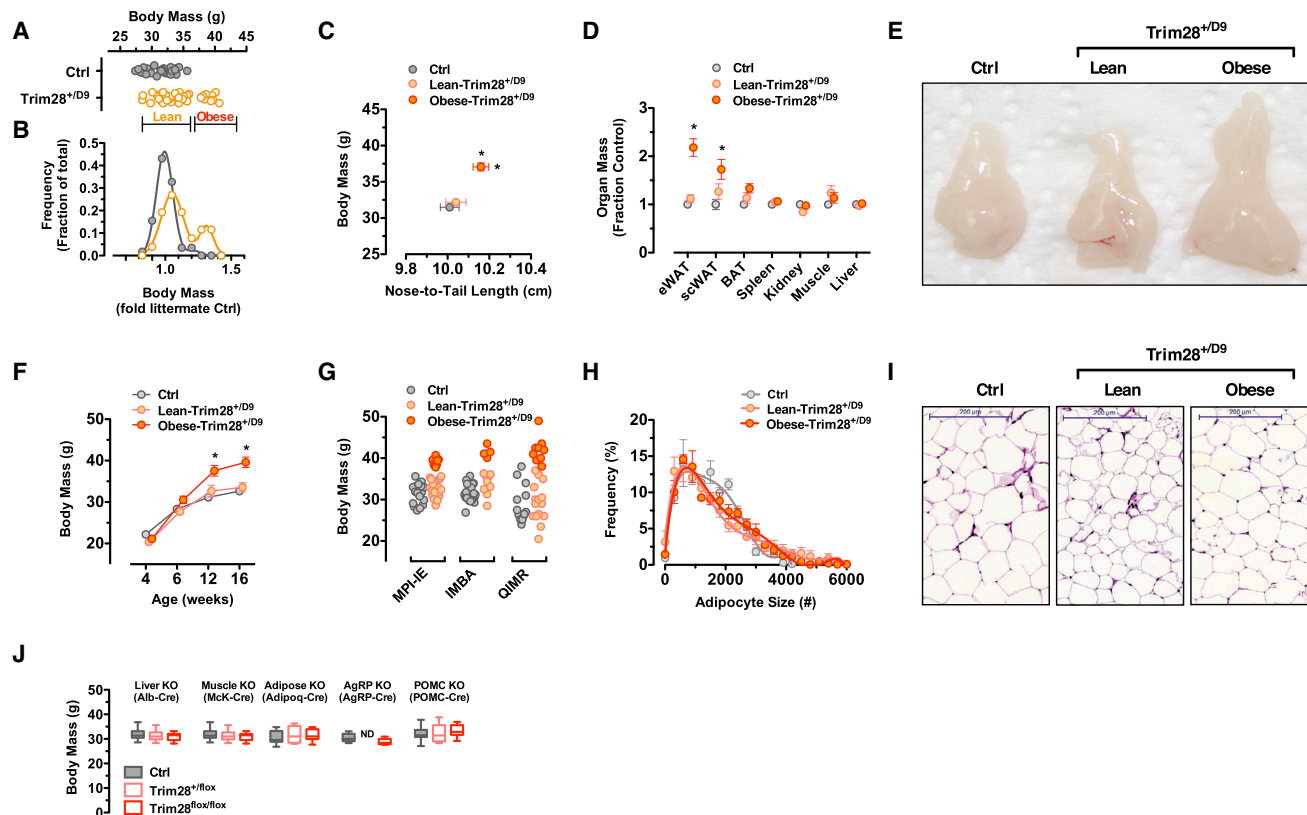 A
Body Mass (g)
25 30 35 40 45
Ctrl
Trim28+/D9
Lean Obese
B
Frequency
(Fraction of total)
0.5
0.4
0.3
0.2
0.1
0.0
1.0 1.5
Body Mass
(fold littermate Ctrl)
C
Ctrl
Lean-Trim28+/D9
Obese-Trim28+/D9
Body Mass (g)
45
40
35
30
25
*
*
9.8 10.0 10.2 10.4
Nose-to-Tail Length (cm)
D
Ctrl
Lean-Trim28+/D9
Obese-Trim28+/D9
Organ Mass
(Fraction Control)
3
2
1
0
* *
eWAT scWAT BAT Spleen Kidney Muscle Liver
E
Trim28+/D9
Ctrl Lean Obese
F
Ctrl
Lean-Trim28+/D9
Obese-Trim28+/D9
Body Mass (g)
50
40
30
20
* *
4 6 12 16
Age (weeks)
G
Ctrl
Lean-Trim28+/D9
Obese-Trim28+/D9
Body Mass (g)
50
40
30
20
MPI-IE IMBA QIMR
H
Ctrl
Lean-Trim28+/D9
Obese-Trim28+/D9
Frequency (%)
20
15
10
5
0
0 2000 4000 6000
Adipocyte Size (#)
I
Trim28+/D9
Ctrl Lean Obese
200 µm 200 µm 200 µm
J
Body Mass (g)
50
40
30
20
10
0
Liver KO
(Alb-Cre)
Muscle KO
(McK-Cre)
Adipose KO
(Adipoq-Cre)
AgRP KO
(AgRP-Cre)
POMC KO
(POMC-Cre)
ND
Ctrl
Trim28+/flox
Trim28flox/flox